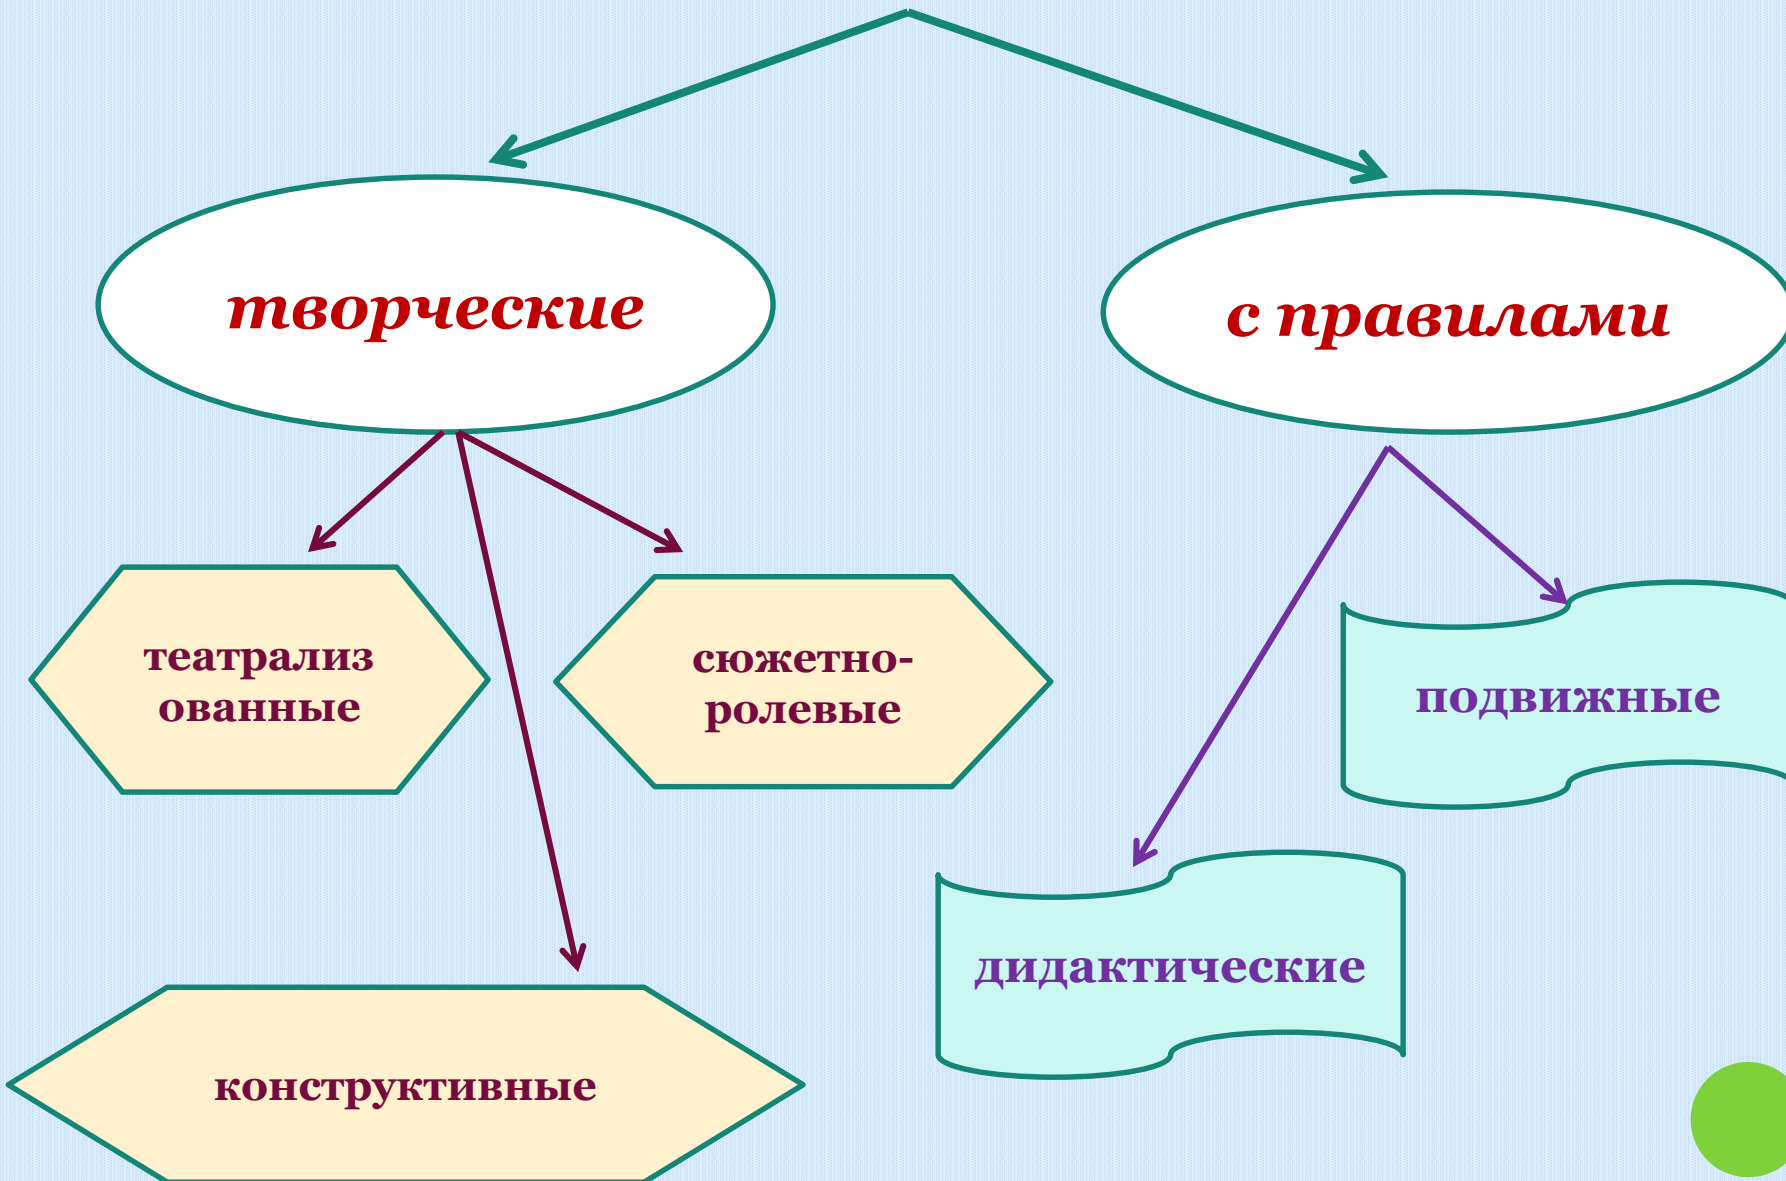 творческие
с правилами
театрализ
ованные
сюжетно-
ролевые
подвижные
дидактические
конструктивные